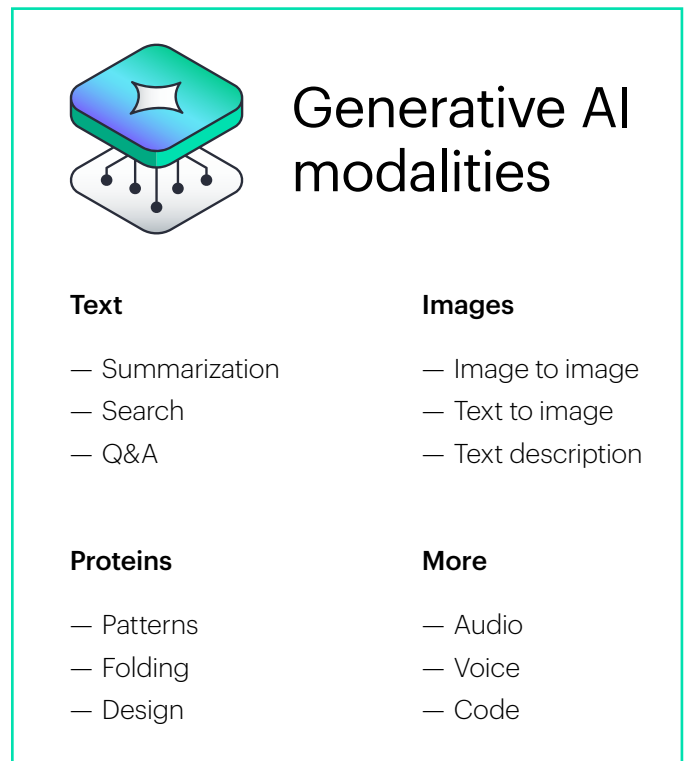 Generative AI
modalities
Text
— Summarization
— Search
— Q&A
Images
— Image to image
— Text to image
— Text description
Proteins
— Patterns
— Folding
— Design
More
— Audio
— Voice
— Code